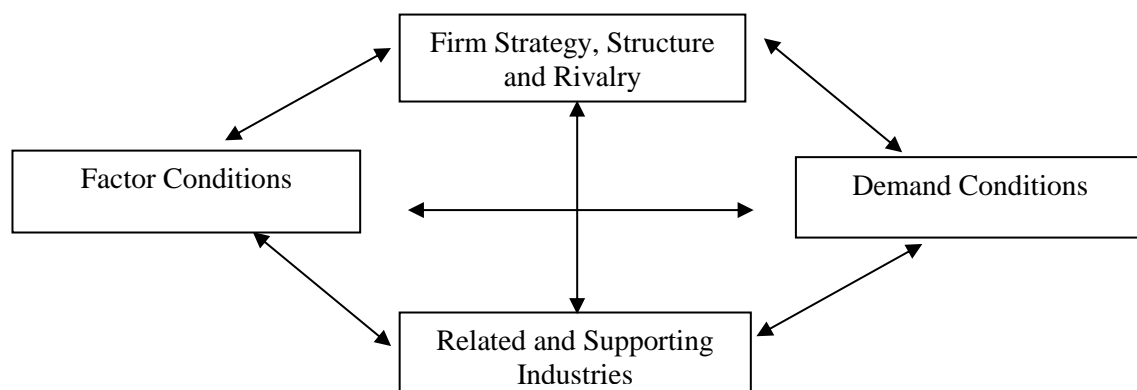 Firm Strategy, Structure
and Rivalry
Factor Conditions
Demand Conditions
Related and Supporting
Industries